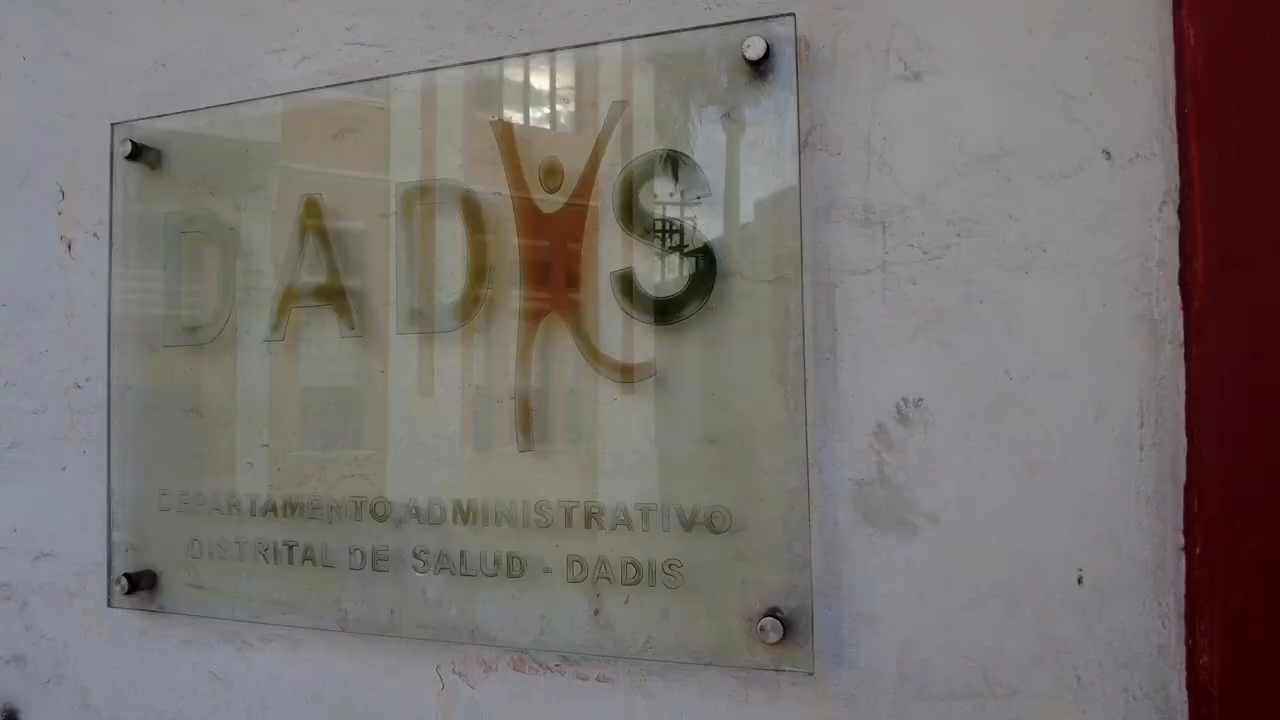 DADIS
DEPARTAMENTO ADMINISTRATIVO
DISTRITAL DE SALUD - DADIS